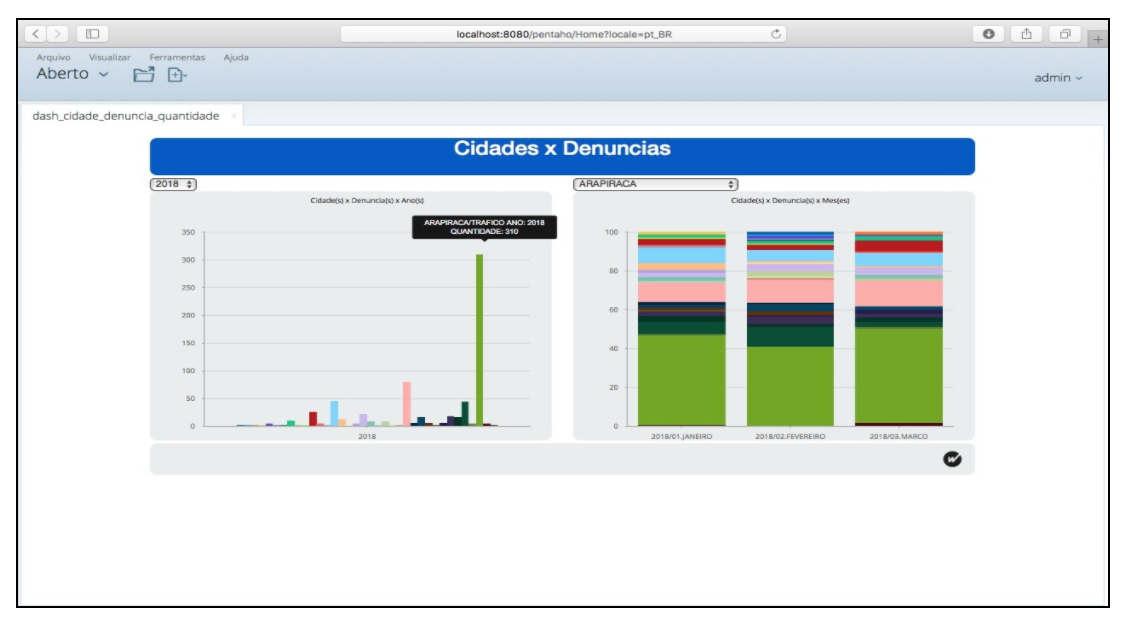 localhost:8080/pentaho/Home?locale=pt_BR
Arquivo Visualizar Ferramentas Ajuda
Aberto
admin
dash_cidade_denuncia_quantidade ×
Cidades x Denuncias
2018
ARAPIRACA
Cidade(s) x Denuncia(s) x Ano(s)
ARAPIRACA/TRAFICO ANO: 2018
QUANTIDADE: 310
350
300
250
200
150
100
50
0
2018
Cidade(s) x Denuncia(s) x Mes(es)
100
80
60
40
20
0
2018/01.JANEIRO 2018/02.FEVEREIRO 2018/03.MARCO